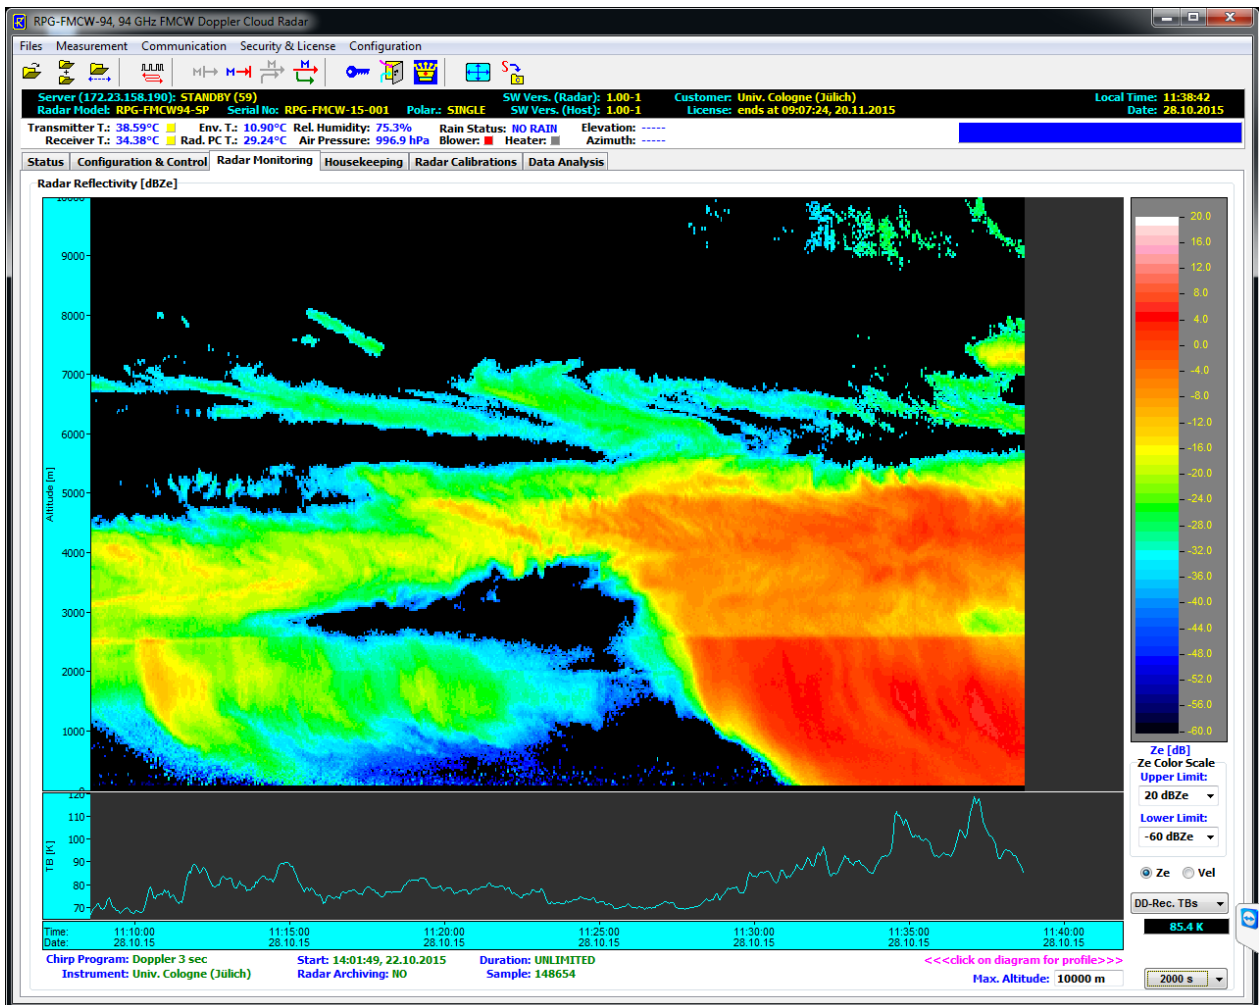 RPG-FMCW-94, 94 GHz FMCW Doppler Cloud Radar
Files Measurement Communication Security & License Configuration
Server (172.23.158.190): STANDBY (59) SW Vers. (Radar): 1.00-1 Customer: Univ. Cologne (Jülich) Local Time: 11:38:42
Radar Model: RPG-FMCW94-SP Serial No: RPG-FMCW-15-001 Polar.: SINGLE SW Vers. (Host): 1.00-1 License: ends at 09:07:24, 20.11.2015 Date: 28.10.2015
Transmitter T.: 38.59°C Env. T.: 10.90°C Rel. Humidity: 75.3% Rain Status: NO RAIN Elevation: -----
Receiver T.: 34.38°C Rad. PC T.: 29.24°C Air Pressure: 996.9 hPa Blower: Heater: Azimuth: -----
Status Configuration & Control Radar Monitoring Housekeeping Radar Calibrations Data Analysis
Radar Reflectivity [dBZe]
10000
9000
8000
7000
6000
5000
4000
3000
2000
1000
0
Altitude [m]
20.0
16.0
12.0
8.0
4.0
0.0
-4.0
-8.0
-12.0
-16.0
-20.0
-24.0
-28.0
-32.0
-36.0
-40.0
-44.0
-48.0
-52.0
-56.0
-60.0
Ze [dB]
Ze Color Scale
Upper Limit:
20 dBZe
Lower Limit:
-60 dBZe
Ze Vel
DD-Rec. TBs
85.4 K
120
110
100
90
80
70
TB [K]
Time: 11:10:00 11:15:00 11:20:00 11:25:00 11:30:00 11:35:00 11:40:00
Date: 28.10.15 28.10.15 28.10.15 28.10.15 28.10.15 28.10.15 28.10.15
Chirp Program: Doppler 3 sec Start: 14:01:49, 22.10.2015 Duration: UNLIMITED <<<click on diagram for profile>>>
Instrument: Univ. Cologne (Jülich) Radar Archiving: NO Sample: 148654 Max. Altitude: 10000 m 2000 s